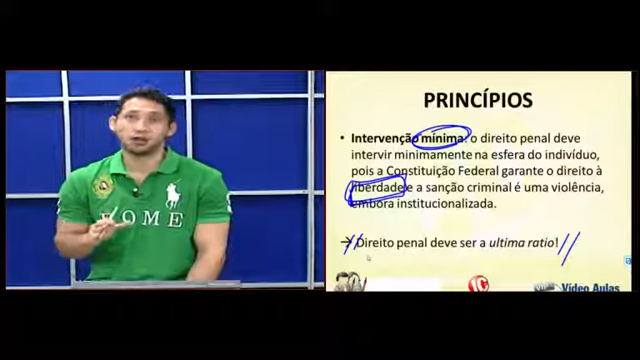 HOME
PRINCÍPIOS
• Intervenção mínima: o direito penal deve
intervir minimamente na esfera do indivíduo,
pois a Constituição Federal garante o direito à
liberdade e a sanção criminal é uma violência,
embora institucionalizada.
→ Direito penal deve ser a ultima ratio!
Vídeo Aulas